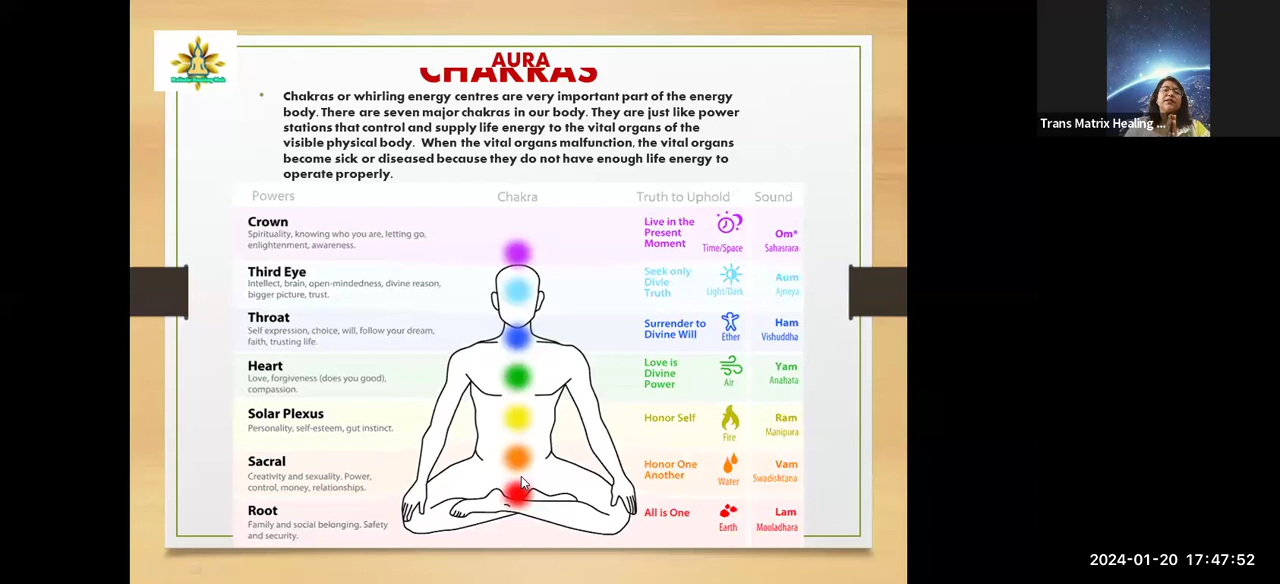 AURA
CHAKRAS
Chakras or whirling energy centres are very important part of the energy
body. There are seven major chakras in our body. They are just like power
stations that control and supply life energy to the vital organs of the
visible physical body. When the vital organs malfunction, the vital organs
become sick or diseased because they do not have enough life energy to
operate properly.
Powers Chakra Truth to Uphold Sound
Crown
Spirituality, knowing who you are, letting go,
enlightenment, awareness.
Live in the
Present
Moment
Time/Space
Om*
Sahasrara
Third Eye
Intellect, brain, open-mindedness, divine reason,
bigger picture, trust.
Seek only
Divie
Truth
Light/Dark
Aum
Ajneya
Throat
Self expression, choice, will, follow your dream,
faith, trusting life.
Surrender to
Divine Will
Ether
Ham
Vishuddha
Heart
Love, forgiveness (does you good),
compassion.
Love is
Divine
Power
Air
Yam
Anahata
Solar Plexus
Personality, self-esteem, gut instinct.
Honor Self
Fire
Ram
Manipura
Sacral
Creativity and sexuality. Power,
control, money, relationships.
Honor One
Another
Water
Vam
Swadishtana
Root
Family and social belonging. Safety
and security.
All is One
Earth
Lam
Mooladhara
Trans Matrix Healing ...
2024-01-20 17:47:52